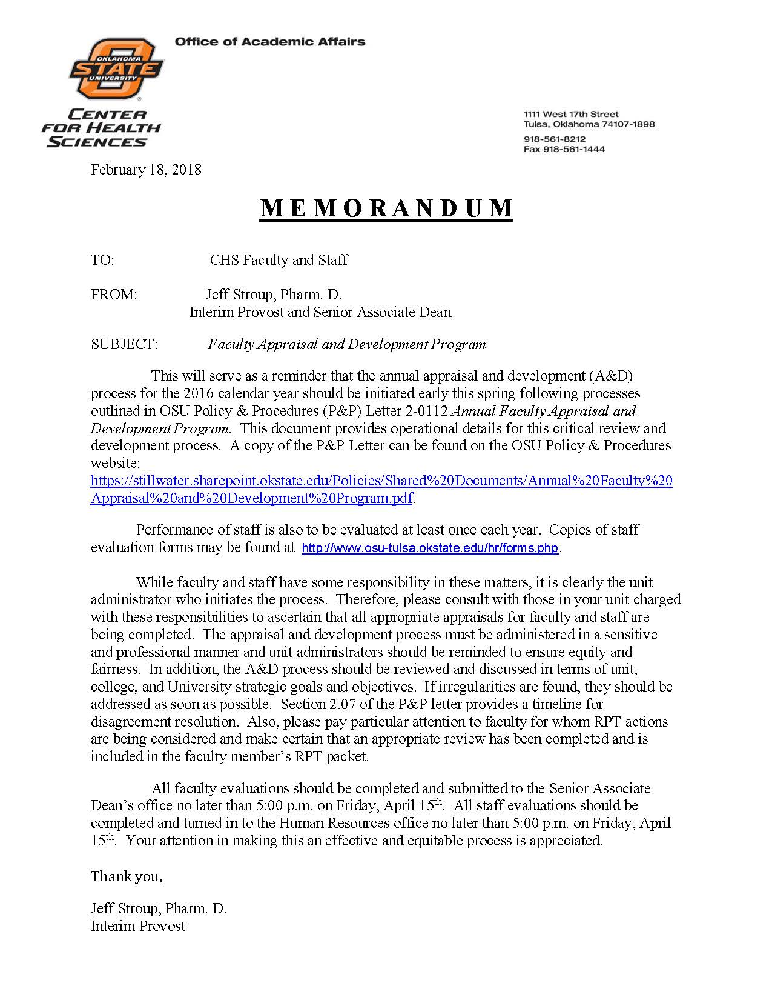 Office of Academic Affairs
OKLAHOMA
STATE
UNIVERSITY
®
CENTER
FOR HEALTH
SCIENCES
1111 West 17th Street
Tulsa, Oklahoma 74107-1898
918-561-8212
Fax 918-561-1444
February 18, 2018
M E M O R A N D U M
TO: CHS Faculty and Staff
FROM: Jeff Stroup, Pharm. D.
Interim Provost and Senior Associate Dean
SUBJECT: Faculty Appraisal and Development Program
This will serve as a reminder that the annual appraisal and development (A&D)
process for the 2016 calendar year should be initiated early this spring following processes
outlined in OSU Policy & Procedures (P&P) Letter 2-0112 Annual Faculty Appraisal and
Development Program. This document provides operational details for this critical review and
development process. A copy of the P&P Letter can be found on the OSU Policy & Procedures
website:
https://stillwater.sharepoint.okstate.edu/Policies/Shared%20Documents/Annual%20Faculty%20
Appraisal%20and%20Development%20Program.pdf.
Performance of staff is also to be evaluated at least once each year. Copies of staff
evaluation forms may be found at http://www.osu-tulsa.okstate.edu/hr/forms.php.
While faculty and staff have some responsibility in these matters, it is clearly the unit
administrator who initiates the process. Therefore, please consult with those in your unit charged
with these responsibilities to ascertain that all appropriate appraisals for faculty and staff are
being completed. The appraisal and development process must be administered in a sensitive
and professional manner and unit administrators should be reminded to ensure equity and
fairness. In addition, the A&D process should be reviewed and discussed in terms of unit,
college, and University strategic goals and objectives. If irregularities are found, they should be
addressed as soon as possible. Section 2.07 of the P&P letter provides a timeline for
disagreement resolution. Also, please pay particular attention to faculty for whom RPT actions
are being considered and make certain that an appropriate review has been completed and is
included in the faculty member’s RPT packet.
All faculty evaluations should be completed and submitted to the Senior Associate
Dean’s office no later than 5:00 p.m. on Friday, April 15th. All staff evaluations should be
completed and turned in to the Human Resources office no later than 5:00 p.m. on Friday, April
15th. Your attention in making this an effective and equitable process is appreciated.
Thank you,
Jeff Stroup, Pharm. D.
Interim Provost